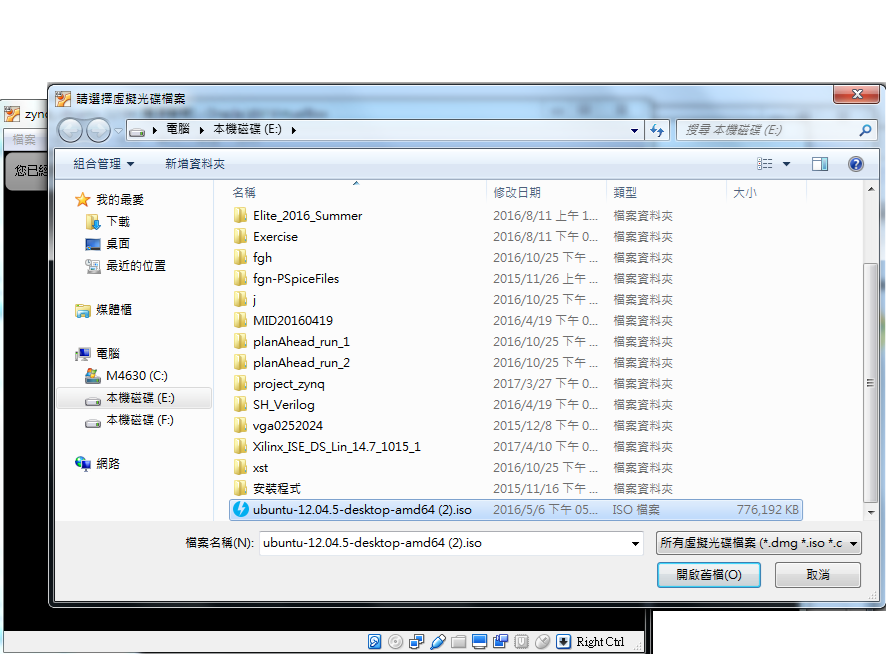 請選擇虛擬光碟檔案
zync
檔案
您已經
電腦 本機磁碟 (E:)
搜尋 本機磁碟 (E:)
組合管理 新增資料夾
我的最愛
下載
桌面
最近的位置
媒體櫃
電腦
M4630 (C:)
本機磁碟 (E:)
本機磁碟 (F:)
網路
名稱 修改日期 類型 大小
Elite_2016_Summer 2016/8/11 上午 1... 檔案資料夾
Exercise 2016/8/11 下午 0... 檔案資料夾
fgh 2016/10/25 下午 ... 檔案資料夾
fgn-PSpiceFiles 2015/11/26 上午 ... 檔案資料夾
j 2016/10/25 下午 ... 檔案資料夾
MID20160419 2016/4/19 下午 0... 檔案資料夾
planAhead_run_1 2016/10/25 下午 ... 檔案資料夾
planAhead_run_2 2016/10/25 下午 ... 檔案資料夾
project_zynq 2017/3/27 下午 0... 檔案資料夾
SH_Verilog 2016/4/19 下午 0... 檔案資料夾
vga0252024 2015/12/8 下午 0... 檔案資料夾
Xilinx_ISE_DS_Lin_14.7_1015_1 2017/4/10 下午 0... 檔案資料夾
xst 2016/10/25 下午 ... 檔案資料夾
安裝程式 2015/11/16 下午 ... 檔案資料夾
ubuntu-12.04.5-desktop-amd64 (2).iso 2016/5/6 下午 05... ISO 檔案 776,192 KB
檔案名稱(N): ubuntu-12.04.5-desktop-amd64 (2).iso 所有虛擬光碟檔案 (*.dmg *.iso *.c
開啟舊檔(O) 取消
Right Ctrl